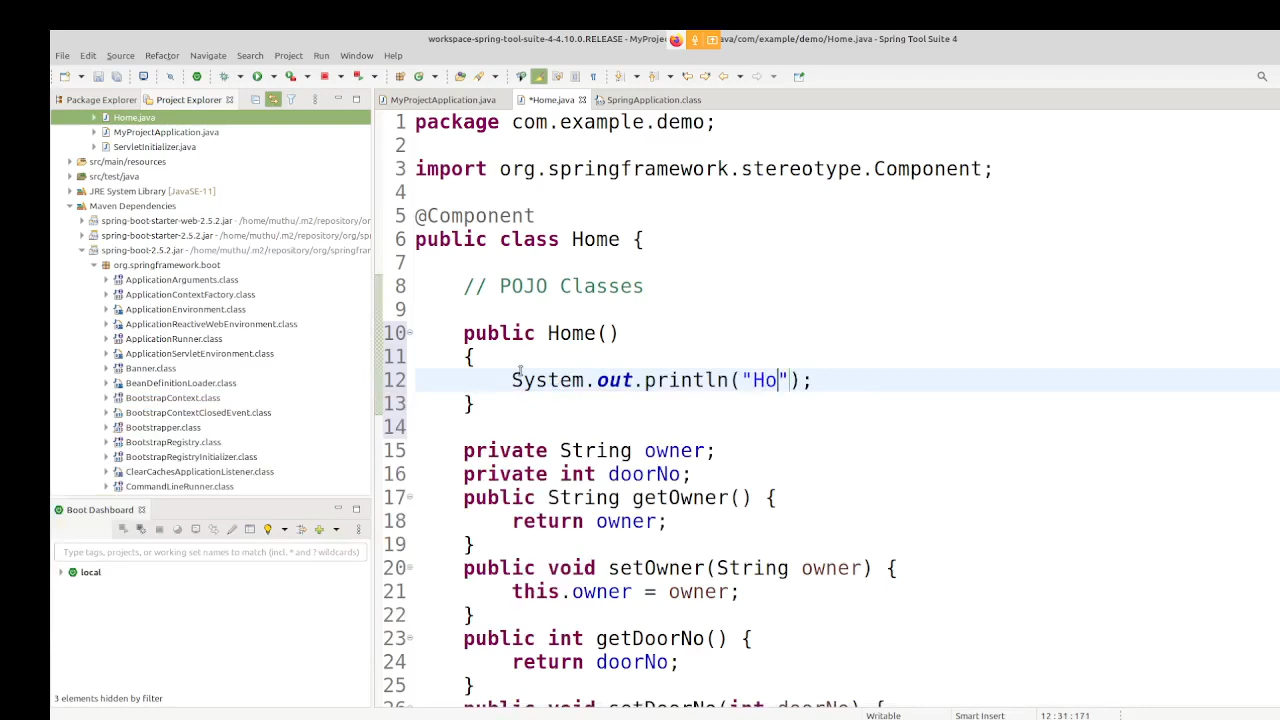 workspace-spring-tool-suite-4-4.10.0.RELEASE - MyProje ava/com/example/demo/Home.java - Spring Tool Suite 4
File Edit Source Refactor Navigate Search Project Run Window Help
Package Explorer Project Explorer
MyProjectApplication.java *Home.java SpringApplication.class
Home.java
MyProjectApplication.java
ServletInitializer.java
src/main/resources
src/test/java
JRE System Library [JavaSE-11]
Maven Dependencies
spring-boot-starter-web-2.5.2.jar - /home/muthu/.m2/repository/or
spring-boot-starter-2.5.2.jar - /home/muthu/.m2/repository/org/sp
spring-boot-2.5.2.jar - /home/muthu/.m2/repository/org/springfrar
org.springframework.boot
ApplicationArguments.class
ApplicationContextFactory.class
ApplicationEnvironment.class
ApplicationReactiveWebEnvironment.class
ApplicationRunner.class
ApplicationServletEnvironment.class
Banner.class
BeanDefinitionLoader.class
BootstrapContext.class
BootstrapContextClosedEvent.class
Bootstrapper.class
BootstrapRegistry.class
BootstrapRegistryInitializer.class
ClearCachesApplicationListener.class
CommandLineRunner.class
Boot Dashboard
Type tags, projects, or working set names to match (incl. * and ? wildcards)
local
3 elements hidden by filter
1 package com.example.demo;
2
3 import org.springframework.stereotype.Component;
4
5 @Component
6 public class Home {
7
8 // POJO Classes
9
10 public Home()
11 {
12 System.out.println("Ho");
13 }
14
15 private String owner;
16 private int doorNo;
17 public String getOwner() {
18 return owner;
19 }
20 public void setOwner(String owner) {
21 this.owner = owner;
22 }
23 public int getDoorNo() {
24 return doorNo;
25 }
26 public void setDoorNo(int doorNo) {
Writable Smart Insert 12 : 31 : 171